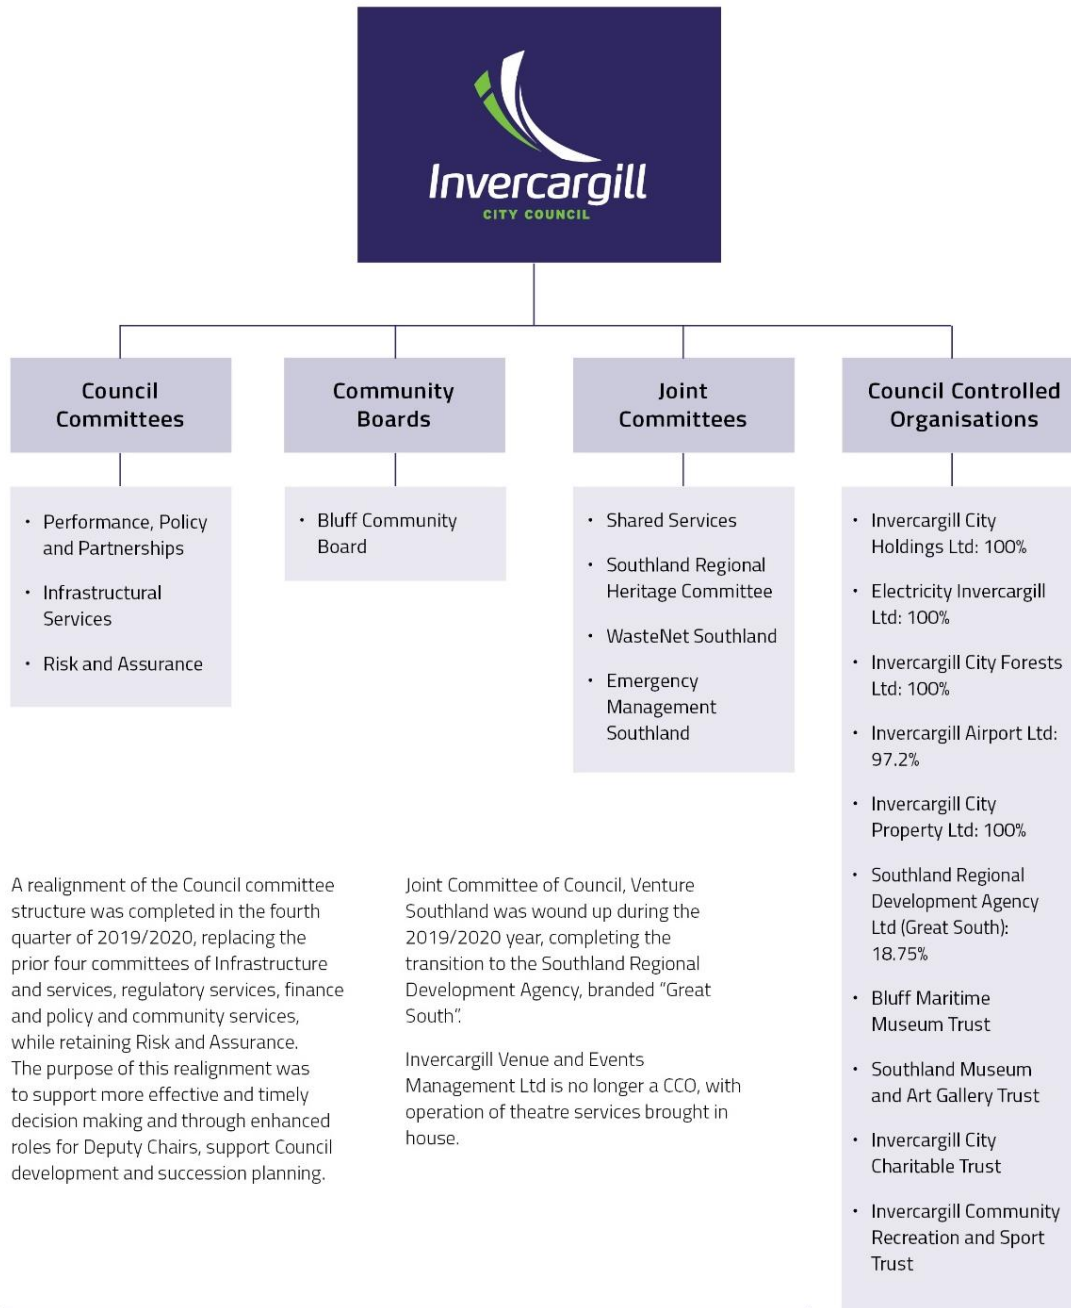 Invercargill
CITY COUNCIL
Council
Committees
• Performance, Policy
and Partnerships
• Infrastructural
Services
• Risk and Assurance
Community
Boards
• Bluff Community
Board
Joint
Committees
• Shared Services
• Southland Regional
Heritage Committee
• WasteNet Southland
• Emergency
Management
Southland
Council Controlled
Organisations
• Invercargill City
Holdings Ltd: 100%
• Electricity Invercargill
Ltd: 100%
• Invercargill City Forests
Ltd: 100%
• Invercargill Airport Ltd:
97.2%
• Invercargill City
Property Ltd: 100%
• Southland Regional
Development Agency
Ltd (Great South):
18.75%
• Bluff Maritime
Museum Trust
• Southland Museum
and Art Gallery Trust
• Invercargill City
Charitable Trust
• Invercargill Community
Recreation and Sport
Trust
A realignment of the Council committee
structure was completed in the fourth
quarter of 2019/2020, replacing the
prior four committees of Infrastructure
and services, regulatory services, finance
and policy and community services,
while retaining Risk and Assurance.
The purpose of this realignment was
to support more effective and timely
decision making and through enhanced
roles for Deputy Chairs, support Council
development and succession planning.
Joint Committee of Council, Venture
Southland was wound up during the
2019/2020 year, completing the
transition to the Southland Regional
Development Agency, branded “Great
South”.
Invercargill Venue and Events
Management Ltd is no longer a CCO, with
operation of theatre services brought in
house.